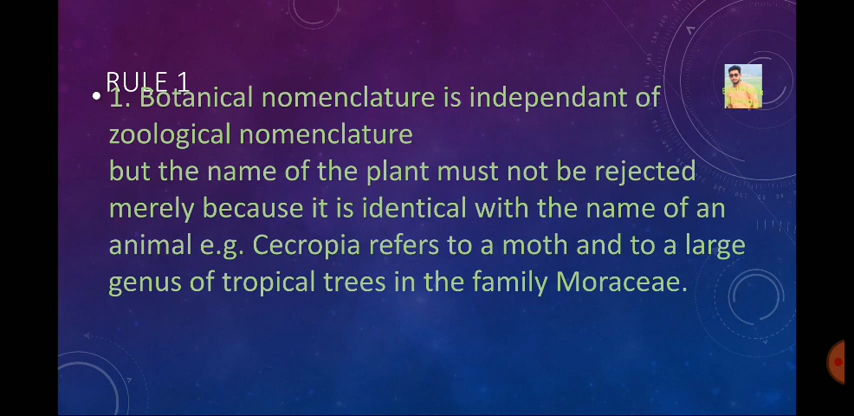 RULE 1
• 1. Botanical nomenclature is independant of
zoological nomenclature
but the name of the plant must not be rejected
merely because it is identical with the name of an
animal e.g. Cecropia refers to a moth and to a large
genus of tropical trees in the family Moraceae.